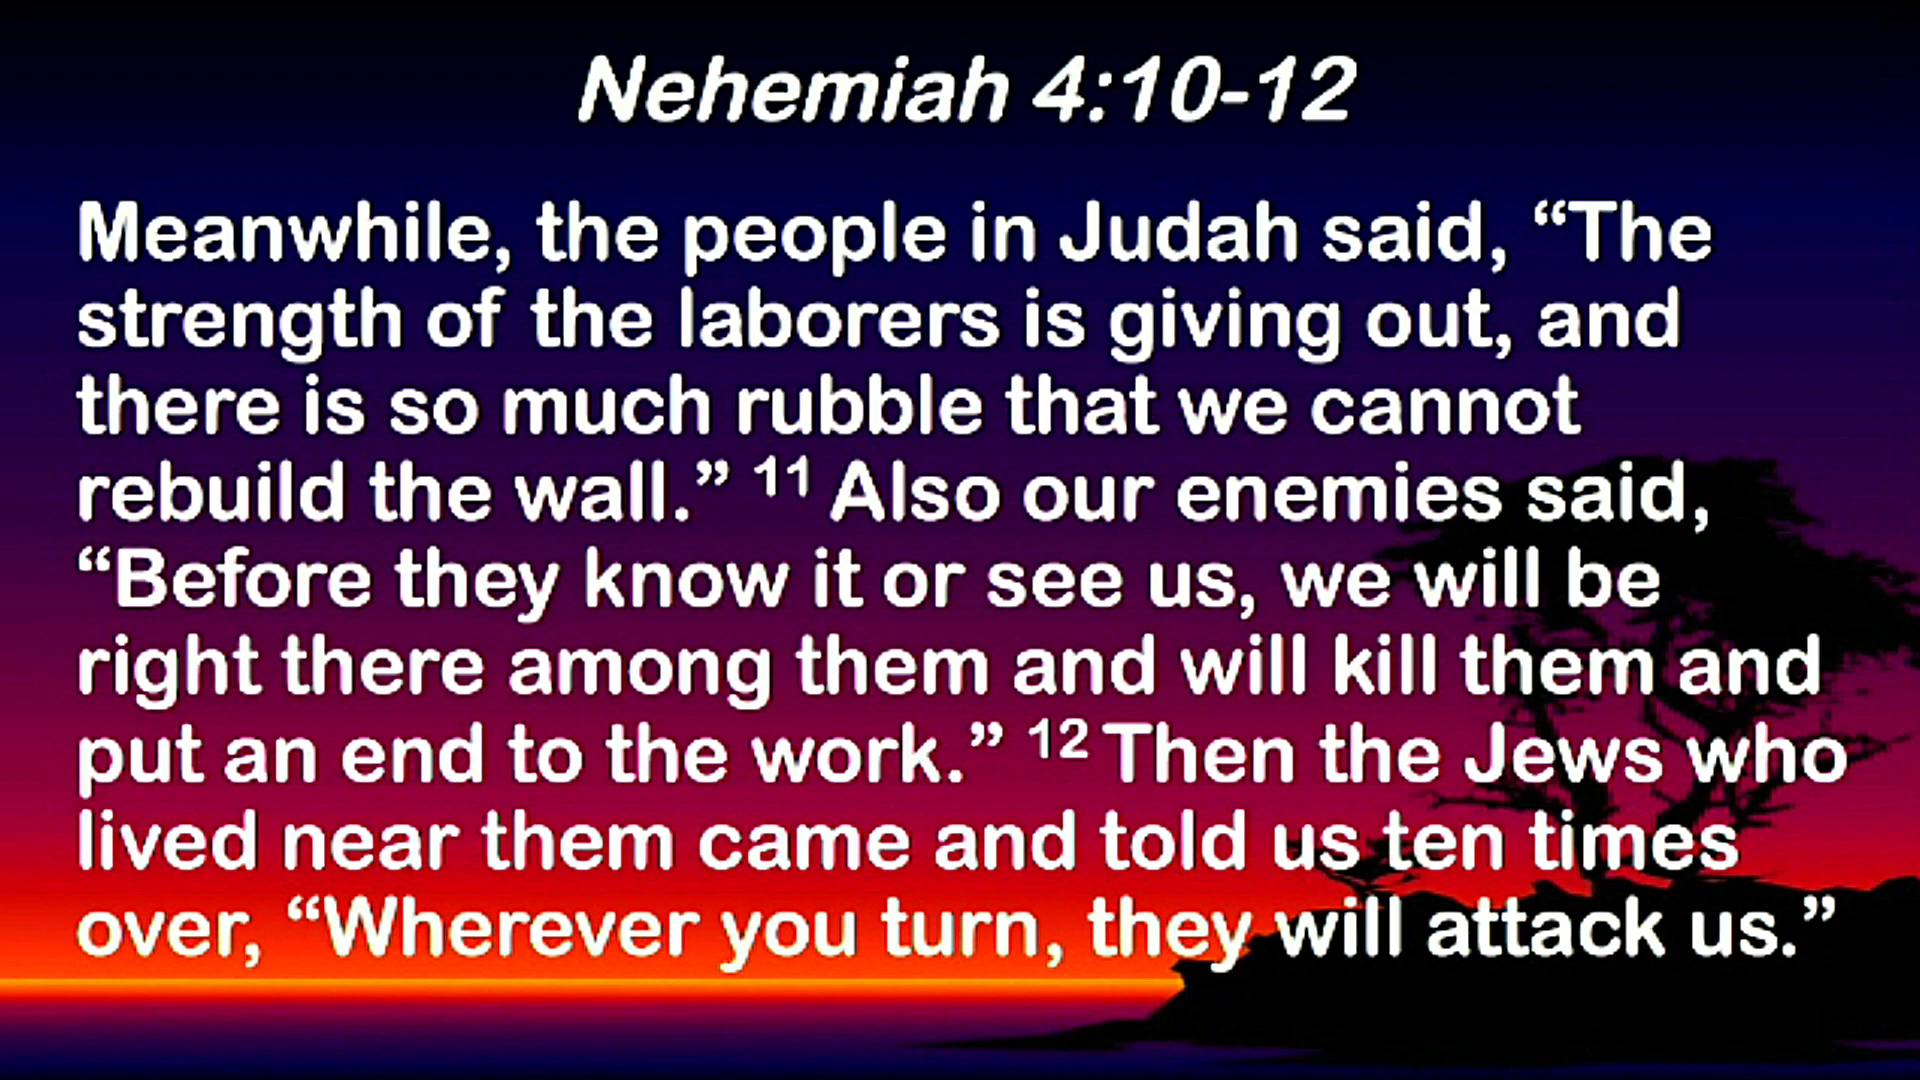 Nehemiah 4:10-12
Meanwhile, the people in Judah said, “The
strength of the laborers is giving out, and
there is so much rubble that we cannot
rebuild the wall.” 11 Also our enemies said,
“Before they know it or see us, we will be
right there among them and will kill them and
put an end to the work.” 12 Then the Jews who
lived near them came and told us ten times
over, “Wherever you turn, they will attack us.”